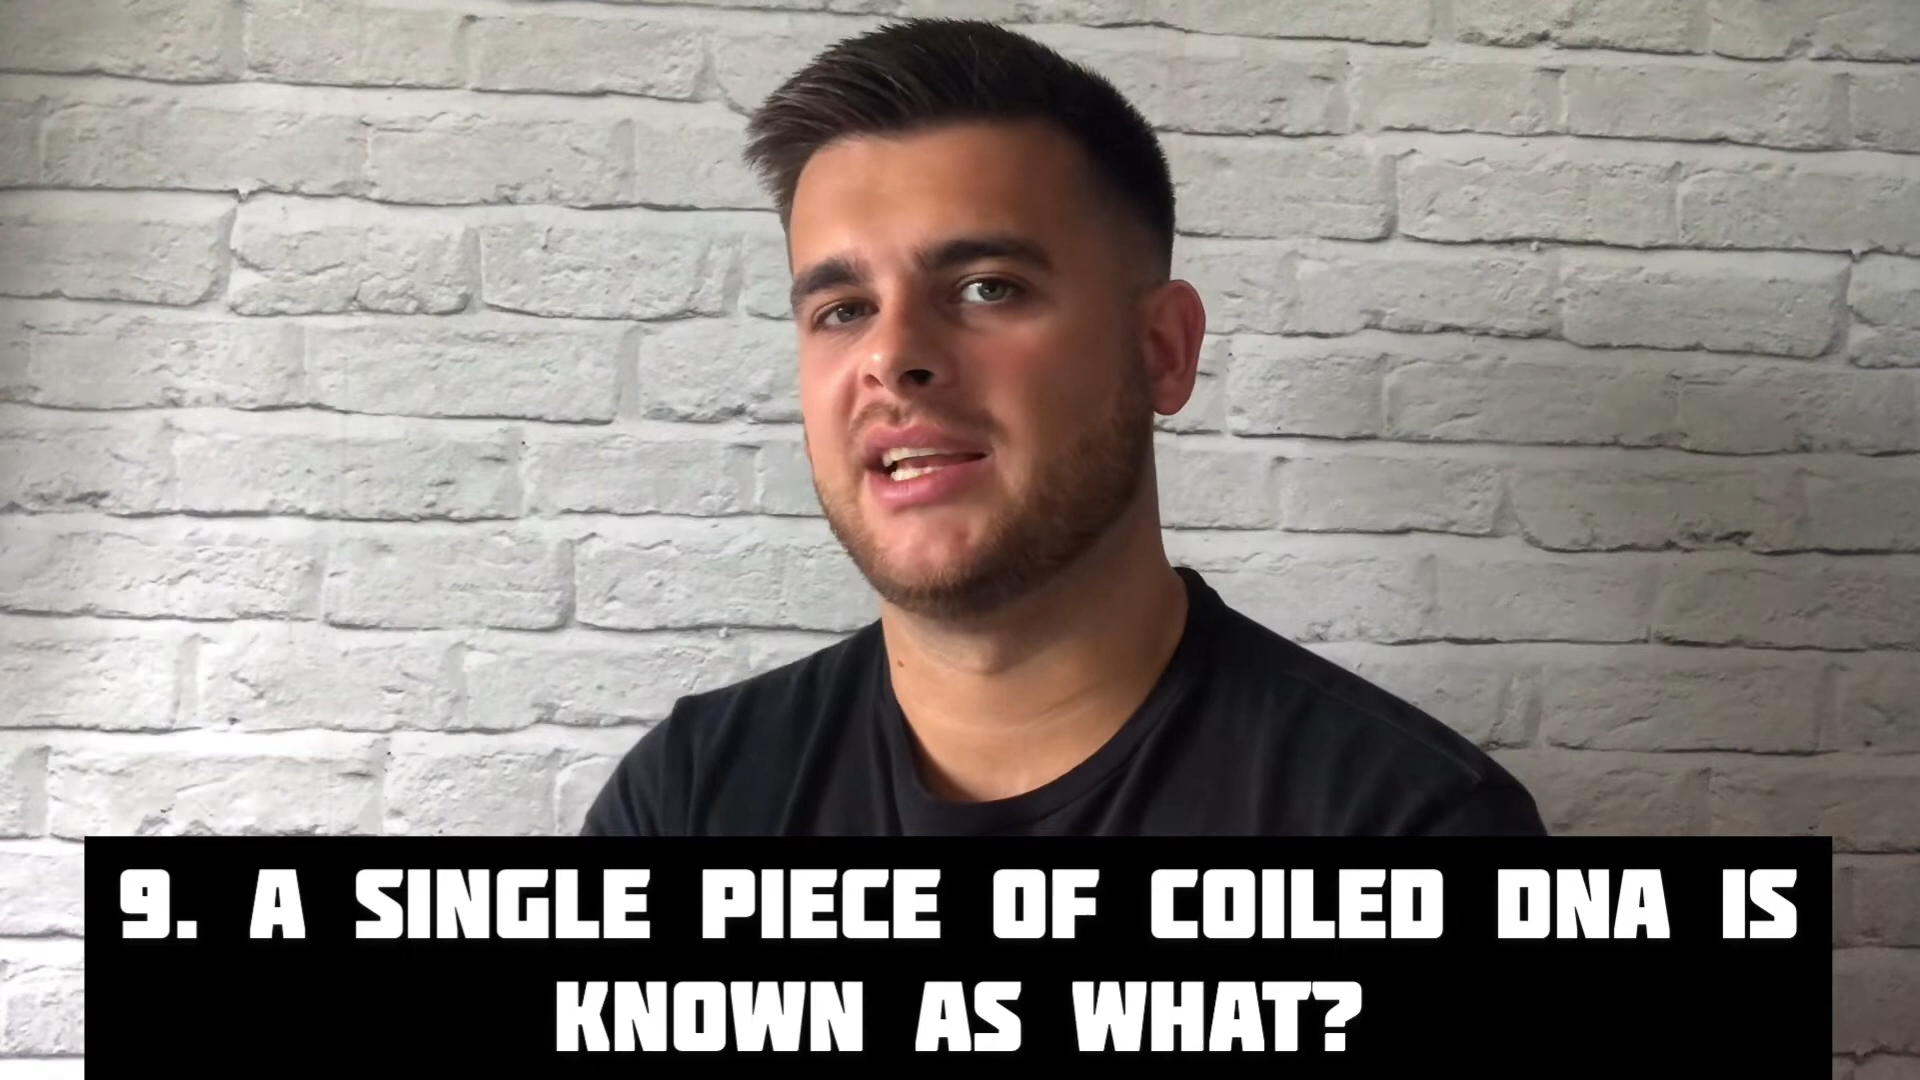 9. A SINGLE PIECE OF COILED DNA IS
KNOWN AS WHAT?